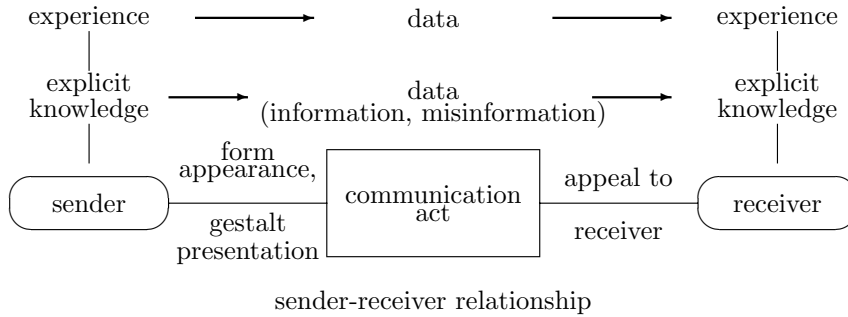 experience data experience
explicit data explicit
knowledge (information, misinformation) knowledge
form
appearance,
sender communication act appeal to receiver
gestalt receiver
presentation
sender-receiver relationship